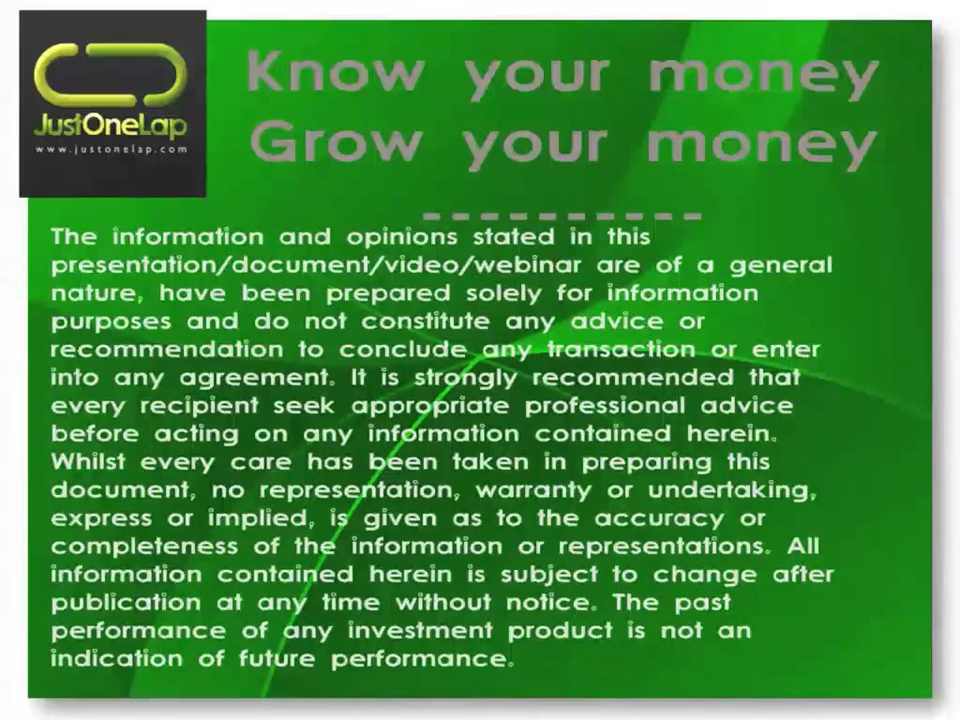 JustOneLap
www.justonelap.com
Know your money
Grow your money
----------
The information and opinions stated in this
presentation/document/video/webinar are of a general
nature, have been prepared solely for information
purposes and do not constitute any advice or
recommendation to conclude any transaction or enter
into any agreement. It is strongly recommended that
every recipient seek appropriate professional advice
before acting on any information contained herein.
Whilst every care has been taken in preparing this
document, no representation, warranty or undertaking,
express or implied, is given as to the accuracy or
completeness of the information or representations. All
information contained herein is subject to change after
publication at any time without notice. The past
performance of any investment product is not an
indication of future performance.